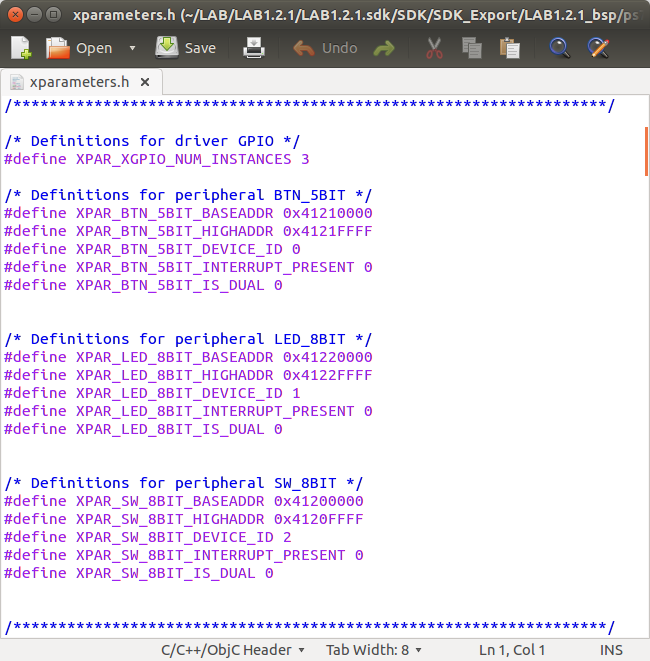 xparameters.h (~/LAB/LAB1.2.1/LAB1.2.1.sdk/SDK/SDK_Export/LAB1.2.1_bsp/ps
Open Save Undo
xparameters.h
/******************************************************************/
/* Definitions for driver GPIO */
#define XPAR_XGPIO_NUM_INSTANCES 3
/* Definitions for peripheral BTN_5BIT */
#define XPAR_BTN_5BIT_BASEADDR 0x41210000
#define XPAR_BTN_5BIT_HIGHADDR 0x4121FFFF
#define XPAR_BTN_5BIT_DEVICE_ID 0
#define XPAR_BTN_5BIT_INTERRUPT_PRESENT 0
#define XPAR_BTN_5BIT_IS_DUAL 0
/* Definitions for peripheral LED_8BIT */
#define XPAR_LED_8BIT_BASEADDR 0x41220000
#define XPAR_LED_8BIT_HIGHADDR 0x4122FFFF
#define XPAR_LED_8BIT_DEVICE_ID 1
#define XPAR_LED_8BIT_INTERRUPT_PRESENT 0
#define XPAR_LED_8BIT_IS_DUAL 0
/* Definitions for peripheral SW_8BIT */
#define XPAR_SW_8BIT_BASEADDR 0x41200000
#define XPAR_SW_8BIT_HIGHADDR 0x4120FFFF
#define XPAR_SW_8BIT_DEVICE_ID 2
#define XPAR_SW_8BIT_INTERRUPT_PRESENT 0
#define XPAR_SW_8BIT_IS_DUAL 0
/******************************************************************/
C/C++/ObjC Header Tab Width: 8 Ln 1, Col 1 INS